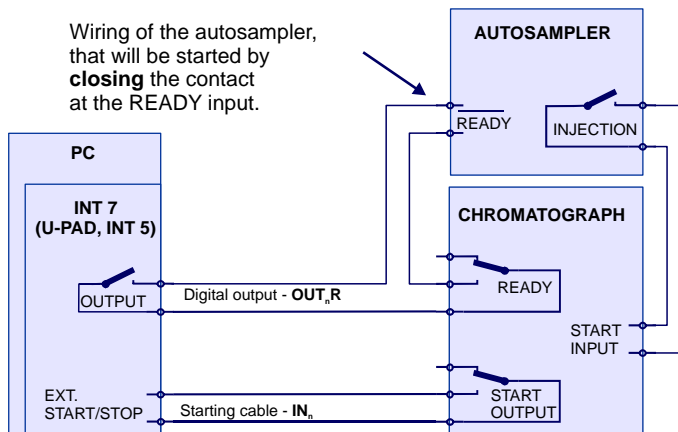 Wiring of the autosampler,
that will be started by
closing the contact
at the READY input.
AUTOSAMPLER
READY
INJECTION
PC
INT 7
(U-PAD, INT 5)
CHROMATOGRAPH
OUTPUT
Digital output - OUTnR
READY
START
INPUT
EXT.
START/STOP
Starting cable - INn
START
OUTPUT